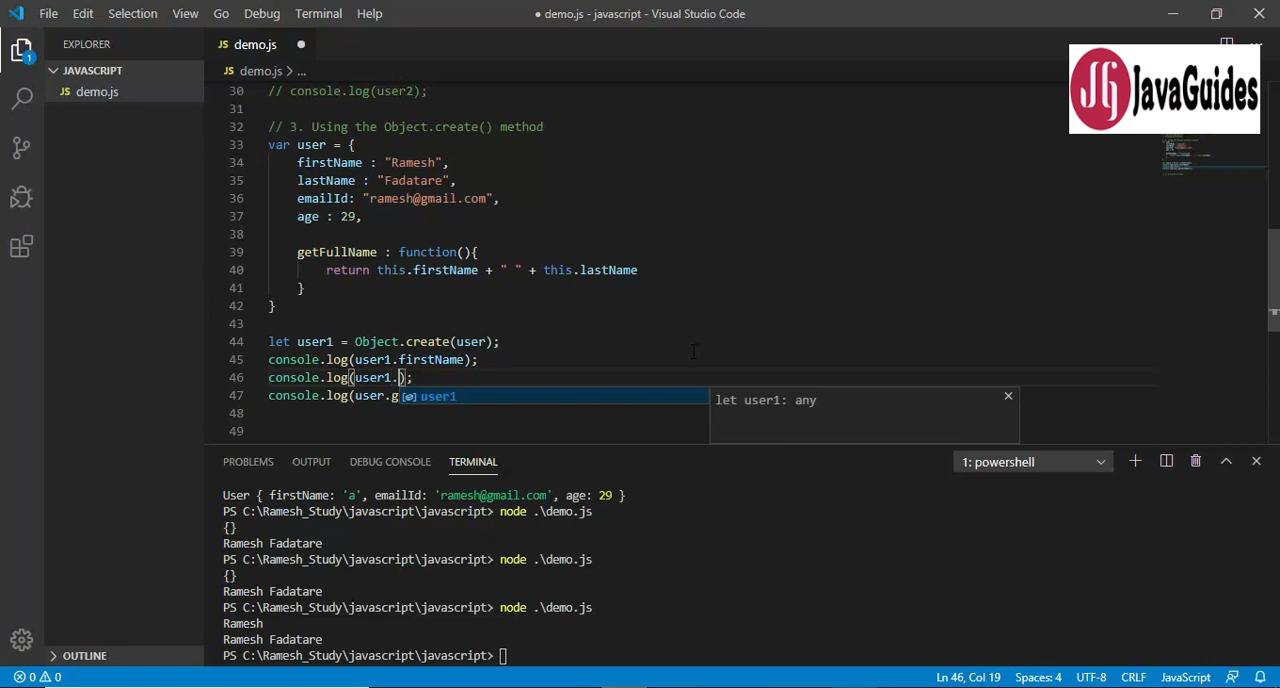 File Edit Selection View Go Debug Terminal Help ● demo.js - javascript - Visual Studio Code
EXPLORER
JS demo.js ●
JavaGuides
JAVASCRIPT
JS demo.js > ...
JS demo.js
30 // console.log(user2);
31
32 // 3. Using the Object.create() method
33 var user = {
34 firstName : "Ramesh",
35 lastName : "Fadatare",
36 emailId: "ramesh@gmail.com",
37 age : 29,
38
39 getFullName : function(){
40 return this.firstName + " " + this.lastName
41 }
42 }
43
44 let user1 = Object.create(user);
45 console.log(user1.firstName);
46 console.log(user1.);
47 console.log(user.g
user1
let user1: any
48
49
PROBLEMS OUTPUT DEBUG CONSOLE TERMINAL 1: powershell
User { firstName: 'a', emailId: 'ramesh@gmail.com', age: 29 }
PS C:\Ramesh_Study\javascript\javascript> node .\demo.js
{}
Ramesh Fadatare
PS C:\Ramesh_Study\javascript\javascript> node .\demo.js
{}
Ramesh Fadatare
PS C:\Ramesh_Study\javascript\javascript> node .\demo.js
Ramesh
Ramesh Fadatare
PS C:\Ramesh_Study\javascript\javascript>
OUTLINE
0 0 Ln 46, Col 19 Spaces: 4 UTF-8 CRLF JavaScript